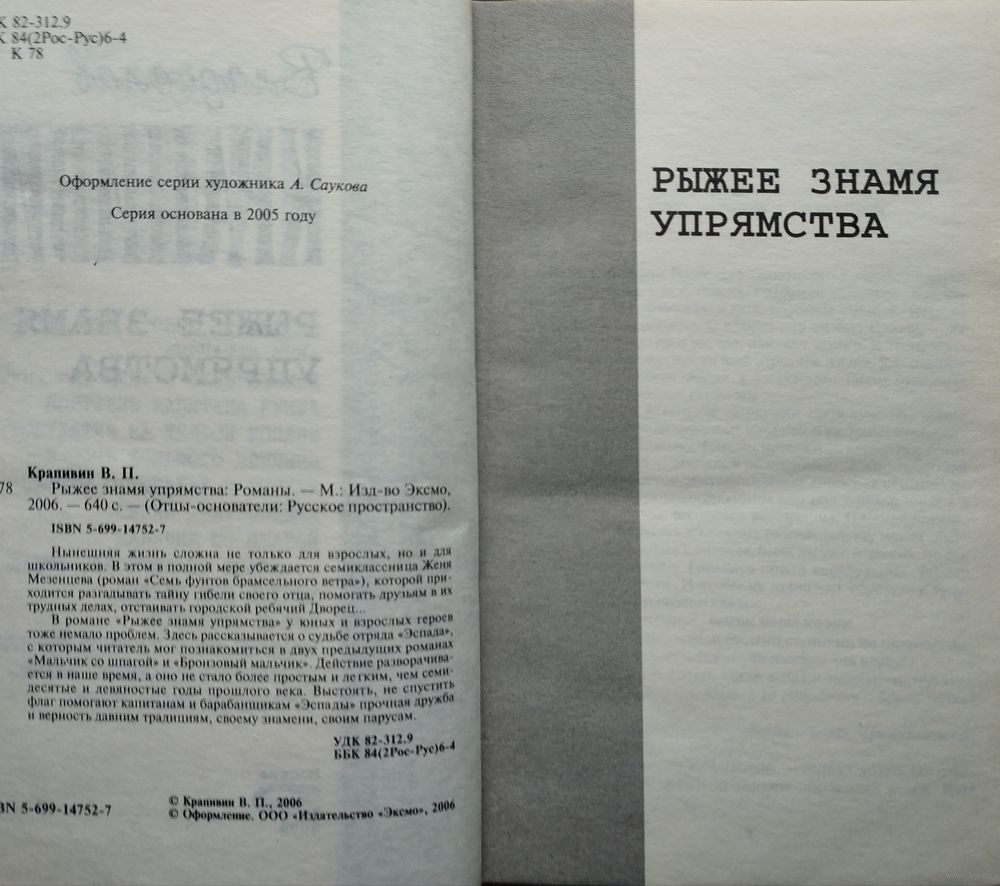 К 82-312.9
К 84(2Рос-Рус)6-4
К 78
Оформление серии художника А. Саукова
Серия основана в 2005 году
Крапивин В. П.
78 Рыжее знамя упрямства: Романы. — М.: Изд-во Эксмо,
2006. — 640 с. — (Отцы-основатели: Русское пространство).
ISBN 5-699-14752-7
Нынешняя жизнь сложна не только для взрослых, но и для
школьников. В этом в полной мере убеждается семиклассница Женя
Мезенцева (роман «Семь фунтов брамсельного ветра»), которой при-
ходится разгадывать тайну гибели своего отца, помогать друзьям в их
трудных делах, отстаивать городской ребячий Дворец...
В романе «Рыжее знамя упрямства» у юных и взрослых героев
тоже немало проблем. Здесь рассказывается о судьбе отряда «Эспада»,
с которым читатель мог познакомиться в двух предыдущих романах
«Мальчик со шпагой» и «Бронзовый мальчик». Действие разворачива-
ется в наше время, а оно не стало более простым и легким, чем семи-
десятые и девяностые годы прошлого века. Выстоять, не спустить
флаг помогают капитанам и барабанщикам «Эспады» прочная дружба
и верность давним традициям, своему знамени, своим парусам.
УДК 82-312.9
ББК 84(2Рос-Рус)6-4
BN 5-699-14752-7
© Крапивин В. П., 2006
© Оформление. ООО «Издательство «Эксмо», 2006
РЫЖЕЕ ЗНАМЯ
УПРЯМСТВА